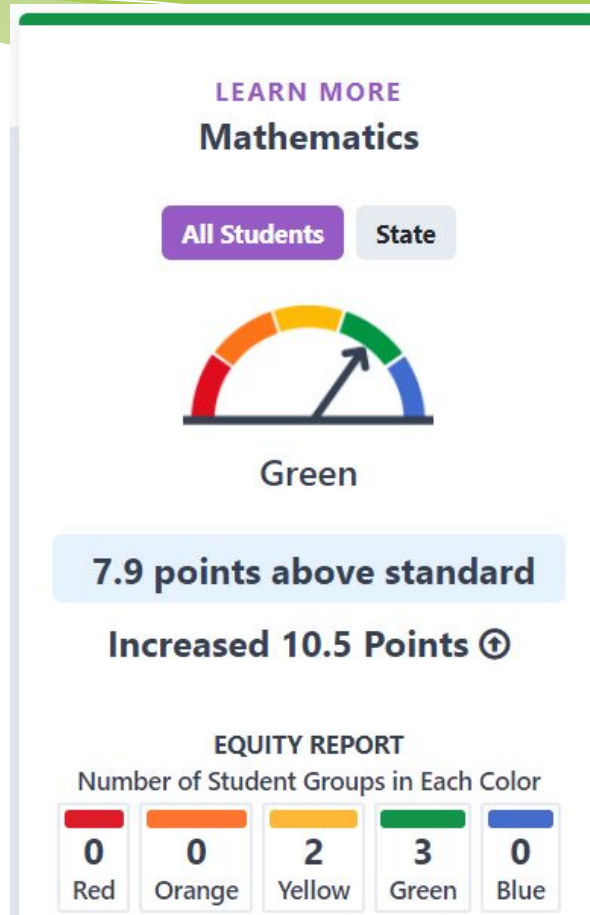 LEARN MORE
Mathematics
All Students State
Green
7.9 points above standard
Increased 10.5 Points
EQUITY REPORT
Number of Student Groups in Each Color
0 0 2 3 0
Red Orange Yellow Green Blue